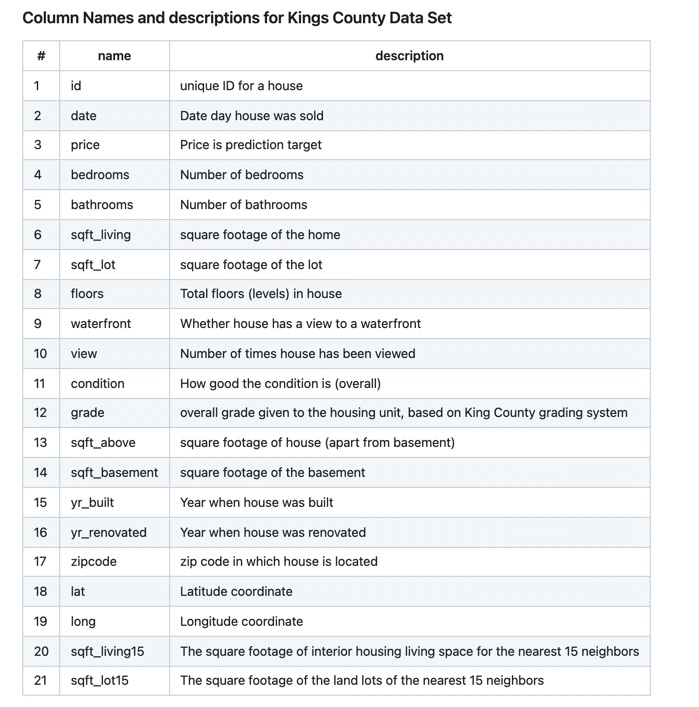 Column Names and descriptions for Kings County Data Set
# name description
1 id unique ID for a house
2 date Date day house was sold
3 price Price is prediction target
4 bedrooms Number of bedrooms
5 bathrooms Number of bathrooms
6 sqft_living square footage of the home
7 sqft_lot square footage of the lot
8 floors Total floors (levels) in house
9 waterfront Whether house has a view to a waterfront
10 view Number of times house has been viewed
11 condition How good the condition is (overall)
12 grade overall grade given to the housing unit, based on King County grading system
13 sqft_above square footage of house (apart from basement)
14 sqft_basement square footage of the basement
15 yr_built Year when house was built
16 yr_renovated Year when house was renovated
17 zipcode zip code in which house is located
18 lat Latitude coordinate
19 long Longitude coordinate
20 sqft_living15 The square footage of interior housing living space for the nearest 15 neighbors
21 sqft_lot15 The square footage of the land lots of the nearest 15 neighbors